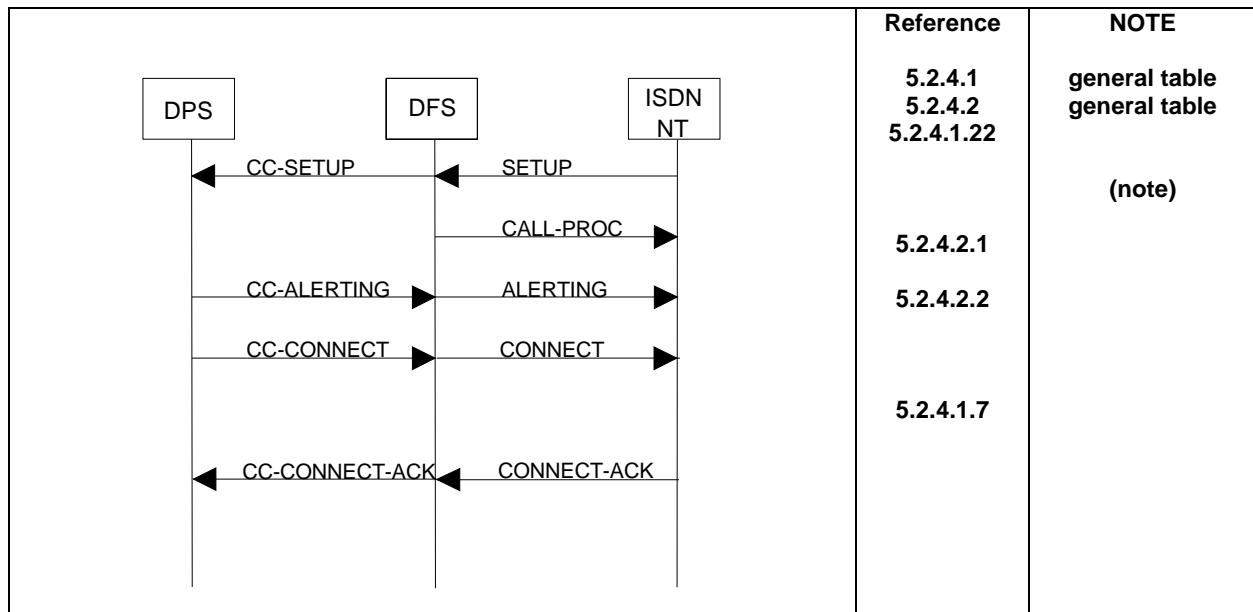 Reference NOTE
5.2.4.1 general table
5.2.4.2 general table
5.2.4.1.22
DPS DFS ISDN
NT
CC-SETUP SETUP
(note)
CALL-PROC
5.2.4.2.1
CC-ALERTING ALERTING
5.2.4.2.2
CC-CONNECT CONNECT
5.2.4.1.7
CC-CONNECT-ACK CONNECT-ACK